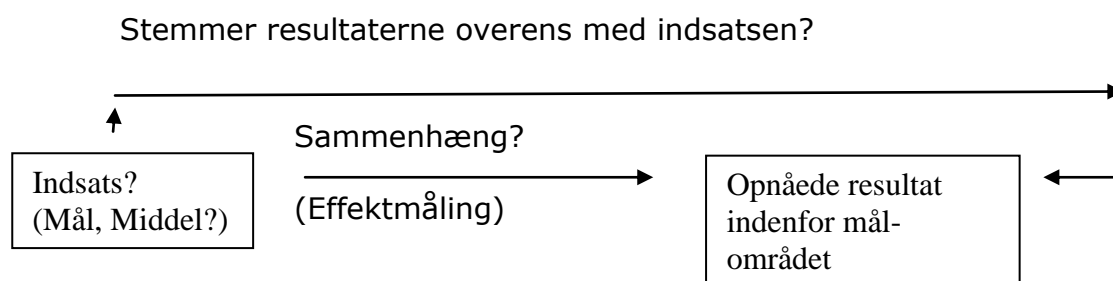 Stemmer resultaterne overens med indsatsen?
Sammenhæng?
(Effektmåling)
Indsats?
(Mål, Middel?)
Opnåede resultat
indenfor mål-
området